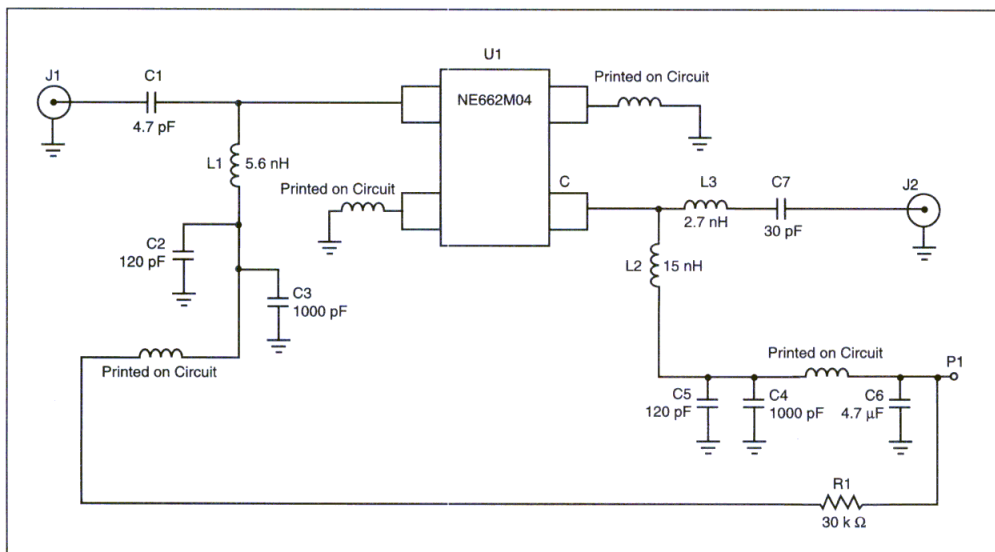 U1
J1
C1
4.7 pF
NE662M04
Printed on Circuit
L1
5.6 nH
Printed on Circuit
C
L3
2.7 nH
C7
30 pF
J2
C2
120 pF
L2
15 nH
C3
1000 pF
Printed on Circuit
Printed on Circuit
P1
C5
120 pF
C4
1000 pF
C6
4.7 µF
R1
30 k Ω